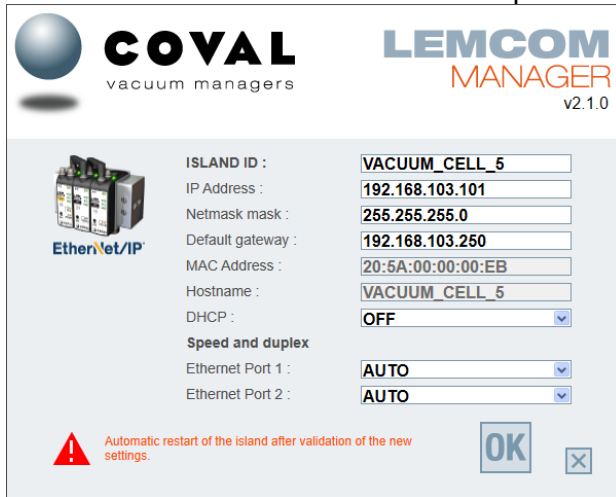 COVAL
vacuum managers
LEMCOM
MANAGER
v2.1.0
ISLAND ID : VACUUM_CELL_5
IP Address : 192.168.103.101
Netmask mask : 255.255.255.0
Default gateway : 192.168.103.250
MAC Address : 20:5A:00:00:00:EB
Hostname : VACUUM_CELL_5
DHCP : OFF
Speed and duplex
Ethernet Port 1 : AUTO
Ethernet Port 2 : AUTO
EtherNet/IP
Automatic restart of the island after validation of the new
settings.
OK